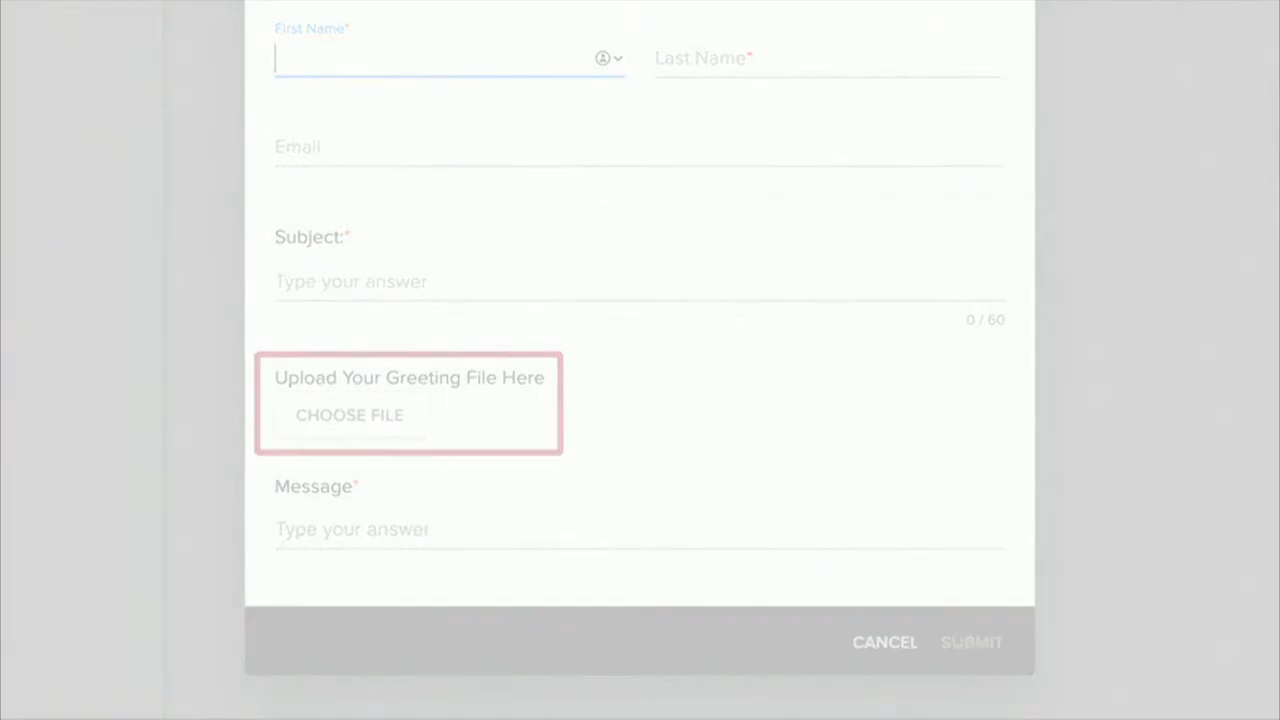 First Name*
Last Name*
Email
Subject:*
Type your answer
0 / 60
Upload Your Greeting File Here
CHOOSE FILE
Message*
Type your answer
CANCEL SUBMIT